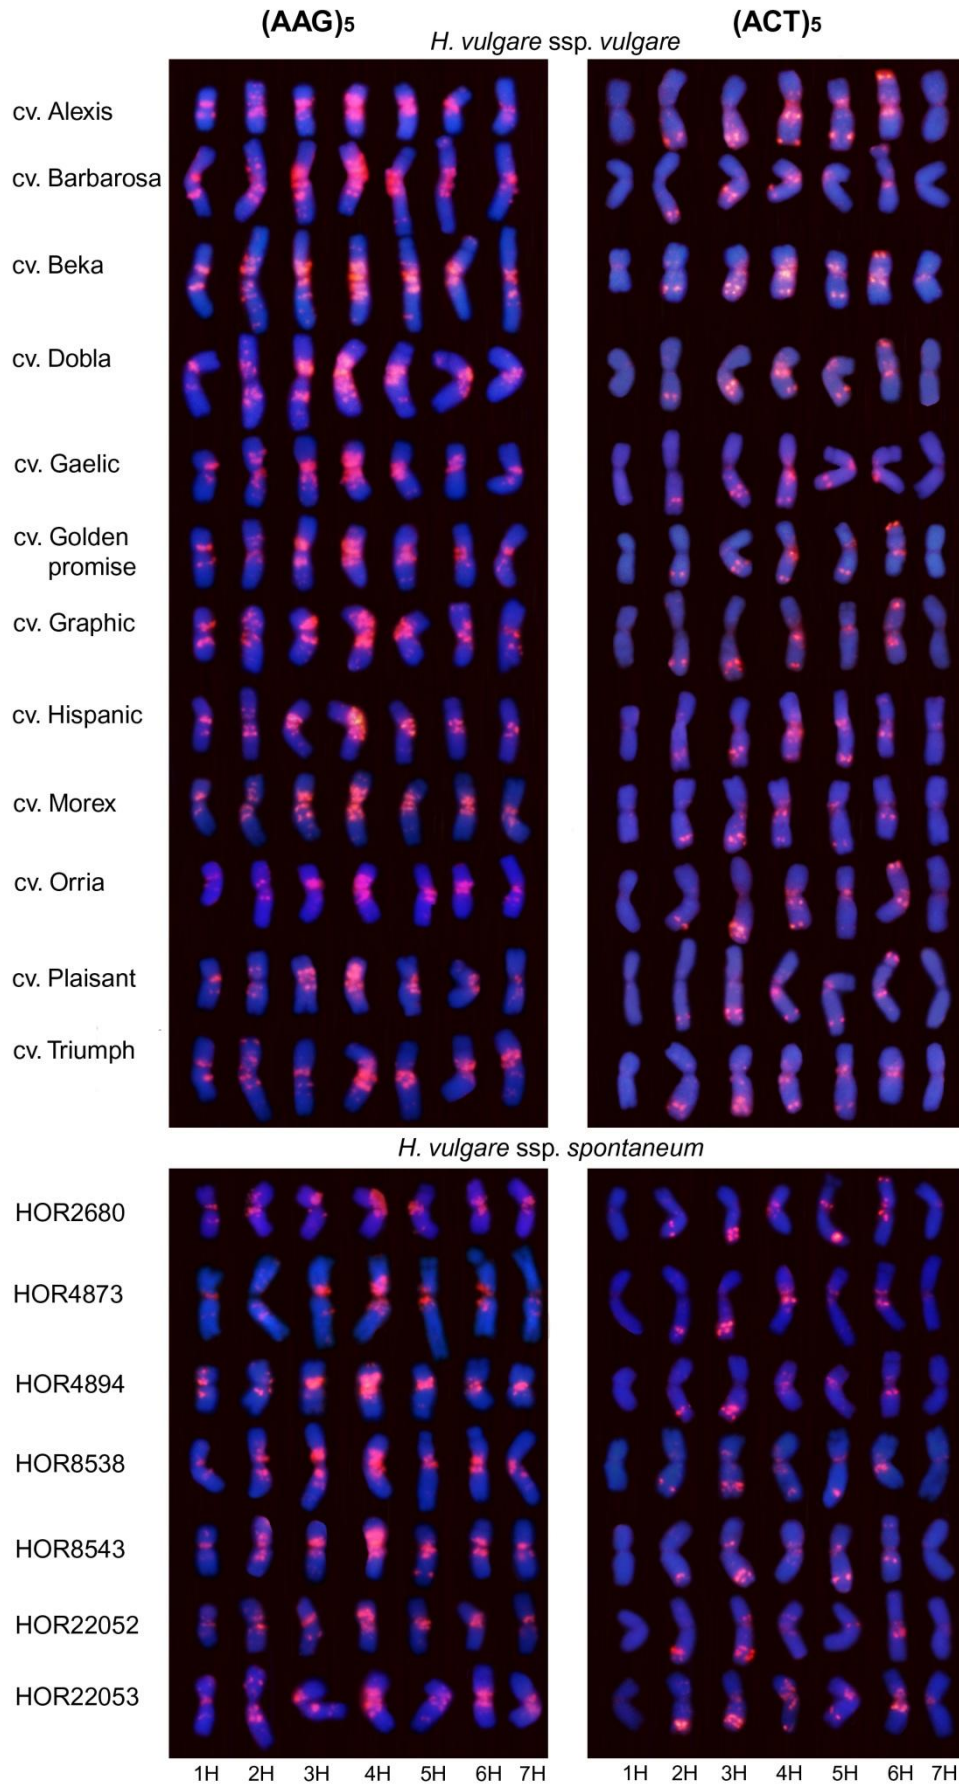 (AAG)5 (ACT)5
H. vulgare ssp. vulgare
cv. Alexis
cv. Barbarosa
cv. Beka
cv. Dobla
cv. Gaelic
cv. Golden
promise
cv. Graphic
cv. Hispanic
cv. Morex
cv. Orria
cv. Plaisant
cv. Triumph
H. vulgare ssp. spontaneum
HOR2680
HOR4873
HOR4894
HOR8538
HOR8543
HOR22052
HOR22053
1H 2H 3H 4H 5H 6H 7H 1H 2H 3H 4H 5H 6H 7H